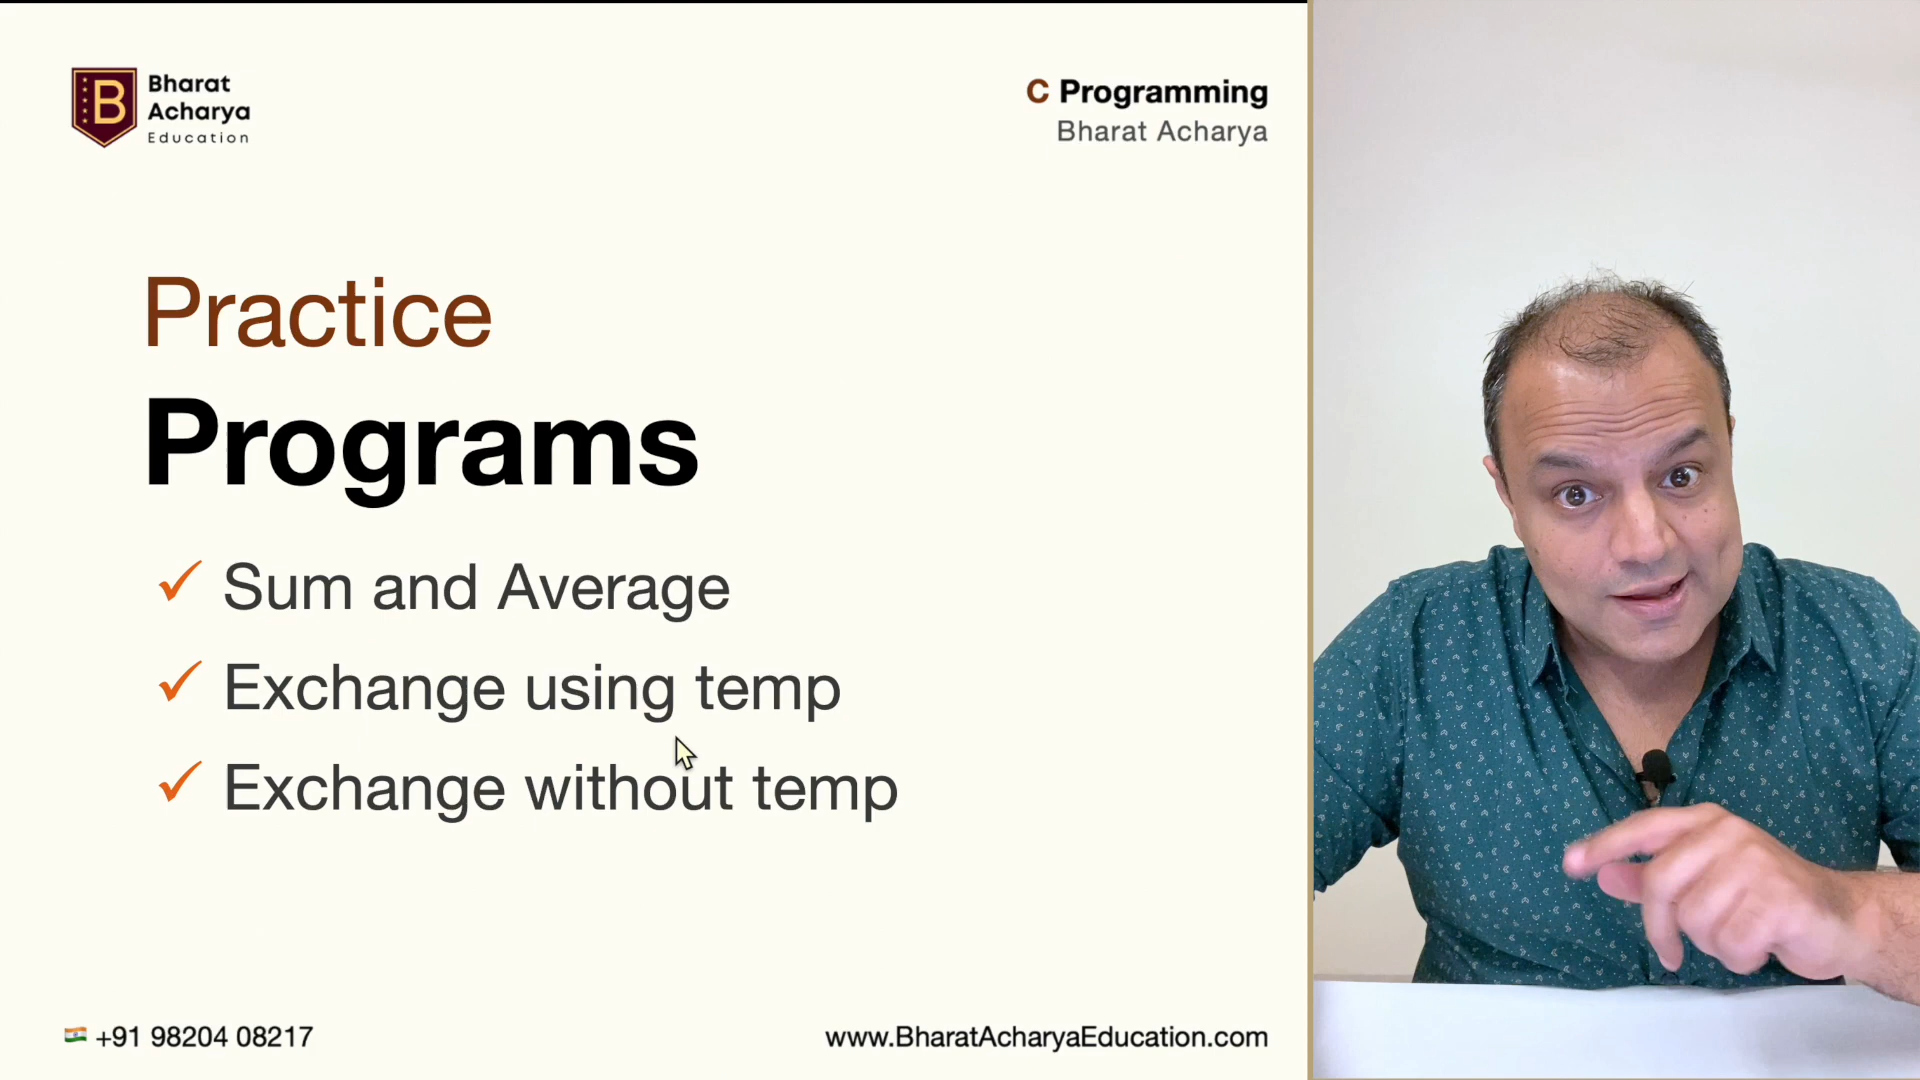 Bharat
Acharya
Education
C Programming
Bharat Acharya
Practice
Programs
✓ Sum and Average
✓ Exchange using temp
✓ Exchange without temp
+91 98204 08217
www.BharatAcharyaEducation.com